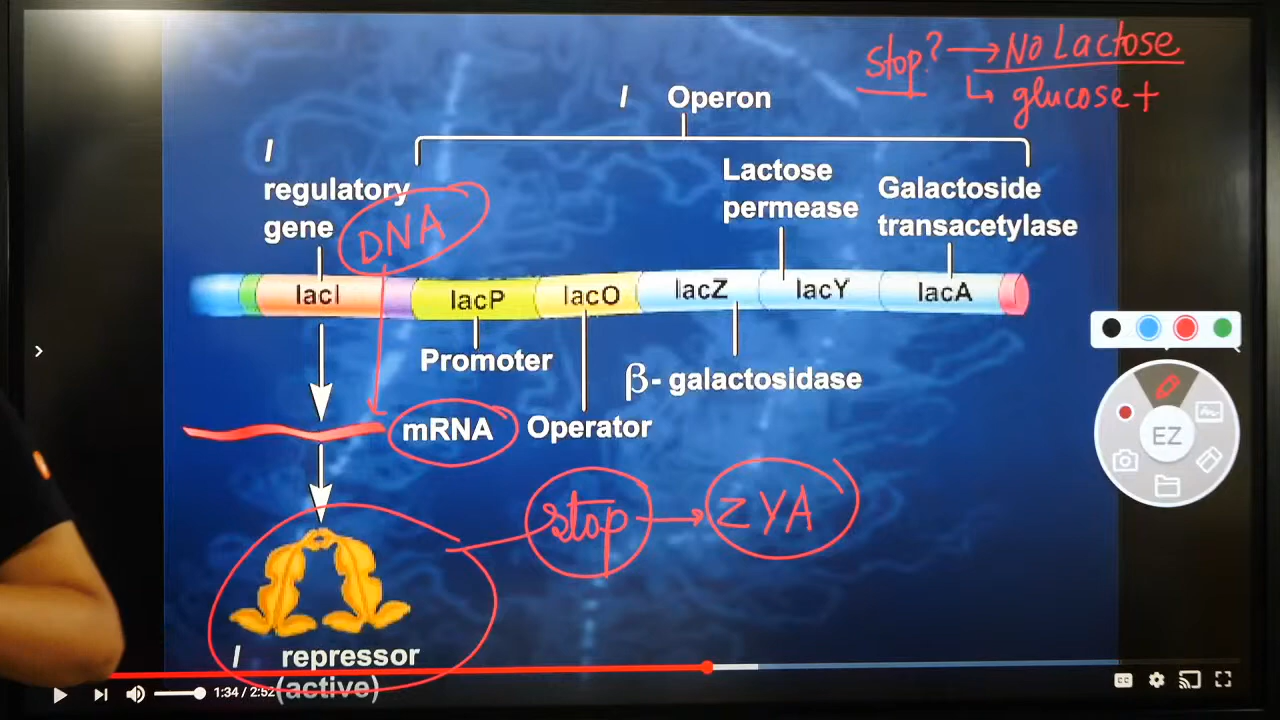 stop? → No Lactose
↳ glucose +
l Operon
l
regulatory
gene
DNA
Lactose
permease
Galactoside
transacetylase
lacI
lacP
lacO
lacZ
lacY
lacA
Promoter
β- galactosidase
mRNA
Operator
stop → ZYA
l repressor
(active)
EZ
1:34 / 2:52
CC